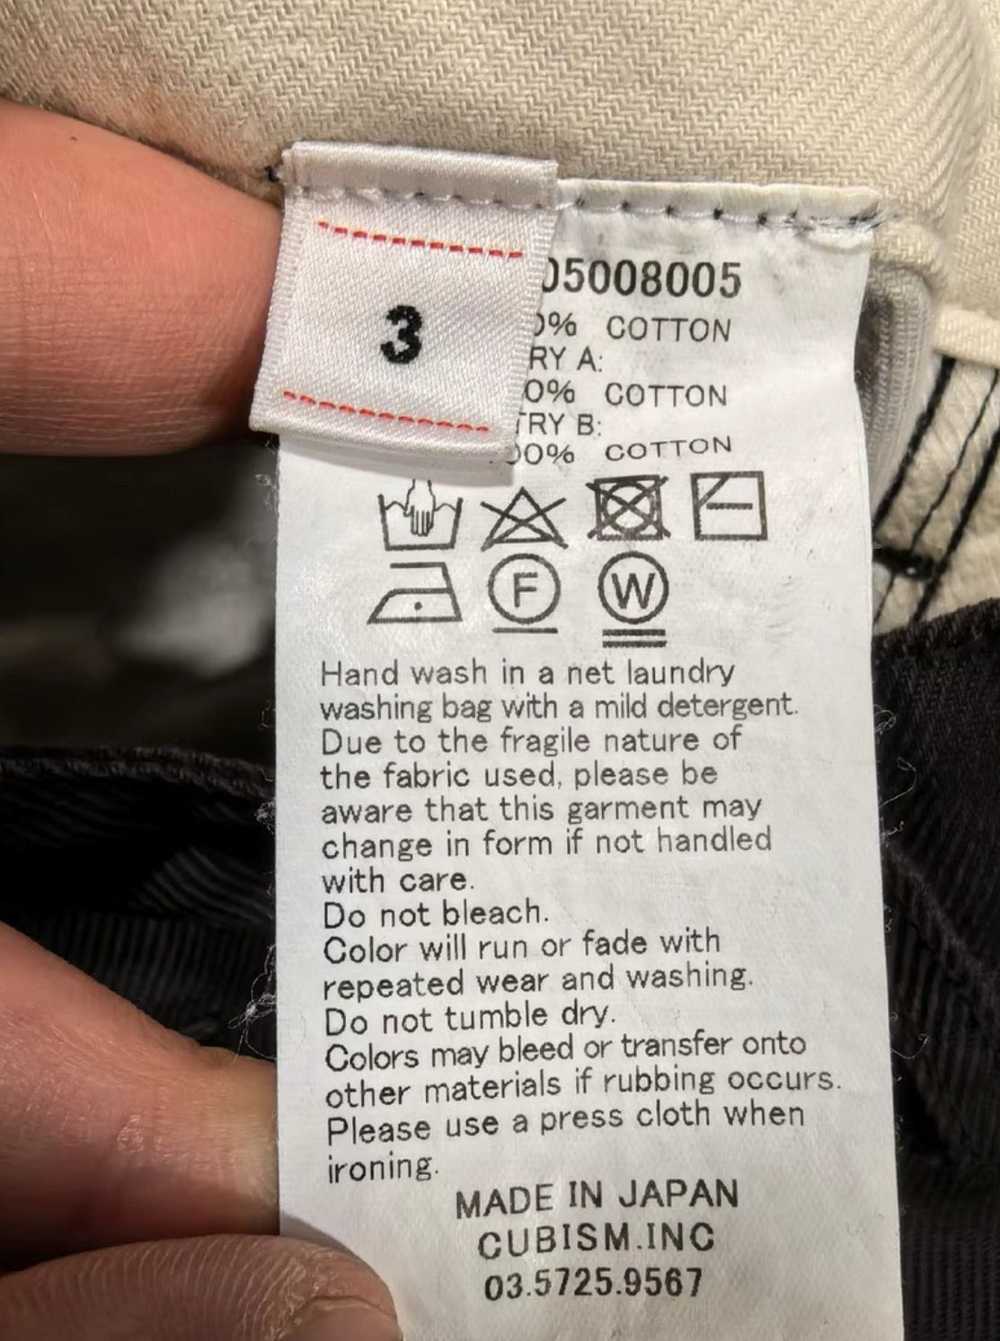 3
05008005
0% COTTON
RY A:
0% COTTON
TRY B:
00% COTTON
F
W
Hand wash in a net laundry
washing bag with a mild detergent.
Due to the fragile nature of
the fabric used, please be
aware that this garment may
change in form if not handled
with care.
Do not bleach.
Color will run or fade with
repeated wear and washing.
Do not tumble dry.
Colors may bleed or transfer onto
other materials if rubbing occurs.
Please use a press cloth when
ironing.
MADE IN JAPAN
CUBISM.INC
03.5725.9567